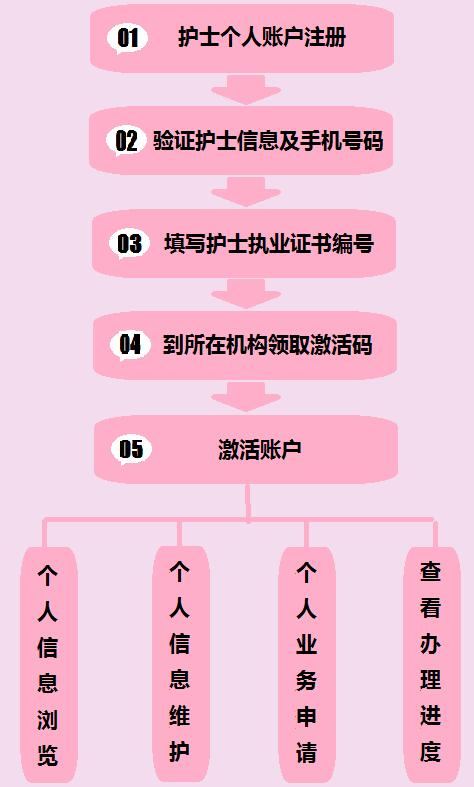 01 护士个人账户注册
02 验证护士信息及手机号码
03 填写护士执业证书编号
04 到所在机构领取激活码
05 激活账户
个人信息浏览
个人信息维护
个人业务申请
查看办理进度